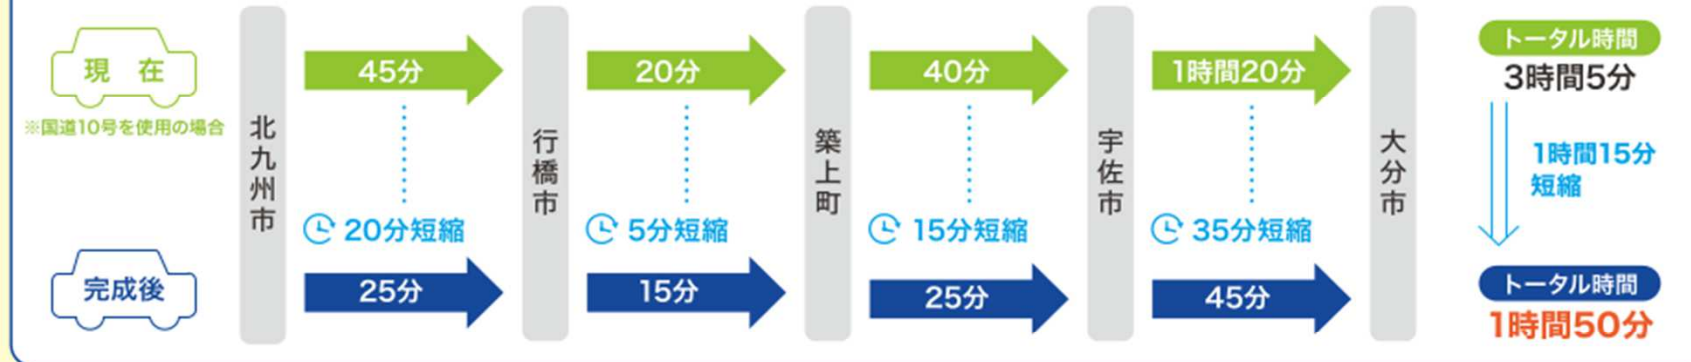 現 在
※国道10号を使用の場合
北九州市
45分
行橋市
20分
築上町
40分
宇佐市
1時間20分
大分市
トータル時間
3時間5分
1時間15分
短縮
20分短縮
5分短縮
15分短縮
35分短縮
完成後
25分
15分
25分
45分
トータル時間
1時間50分